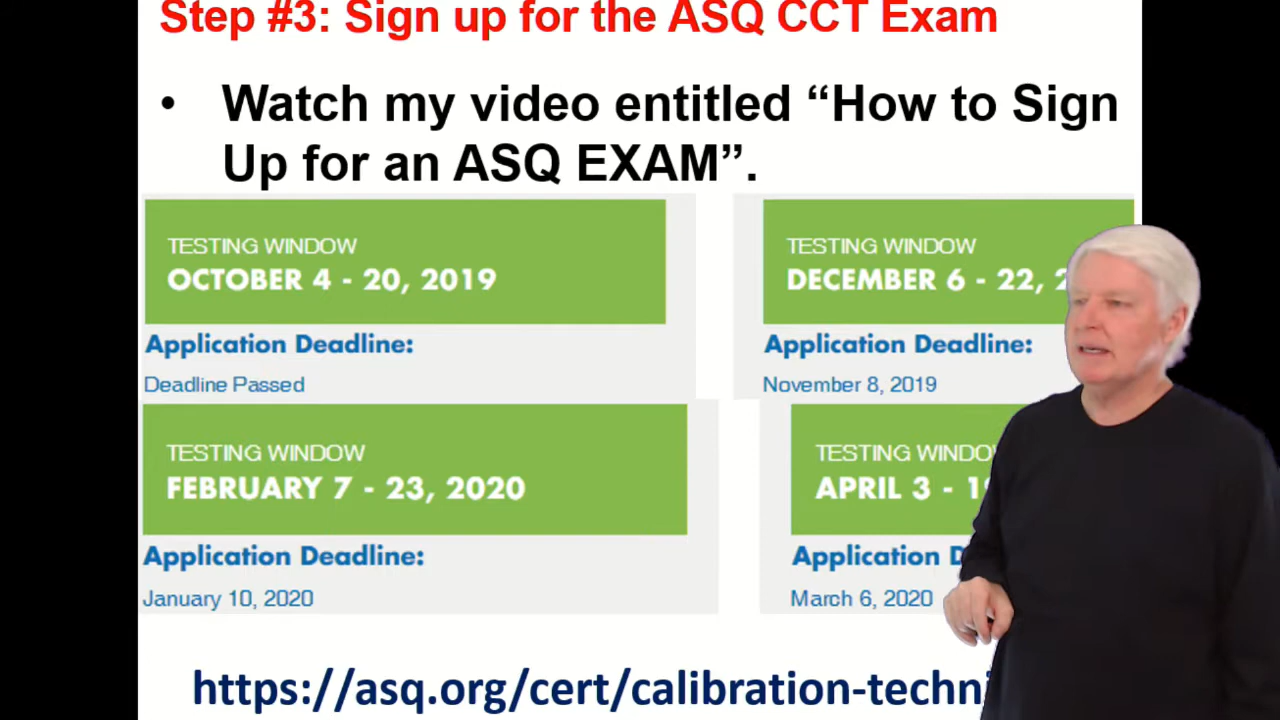 Step #3: Sign up for the ASQ CCT Exam
• Watch my video entitled “How to Sign
Up for an ASQ EXAM”.
TESTING WINDOW
OCTOBER 4 - 20, 2019
Application Deadline:
Deadline Passed
TESTING WINDOW
DECEMBER 6 - 22,
Application Deadline:
November 8, 2019
TESTING WINDOW
FEBRUARY 7 - 23, 2020
Application Deadline:
January 10, 2020
TESTING
APRIL 3 -
Application
March 6, 2020
https://asq.org/cert/calibration-techni